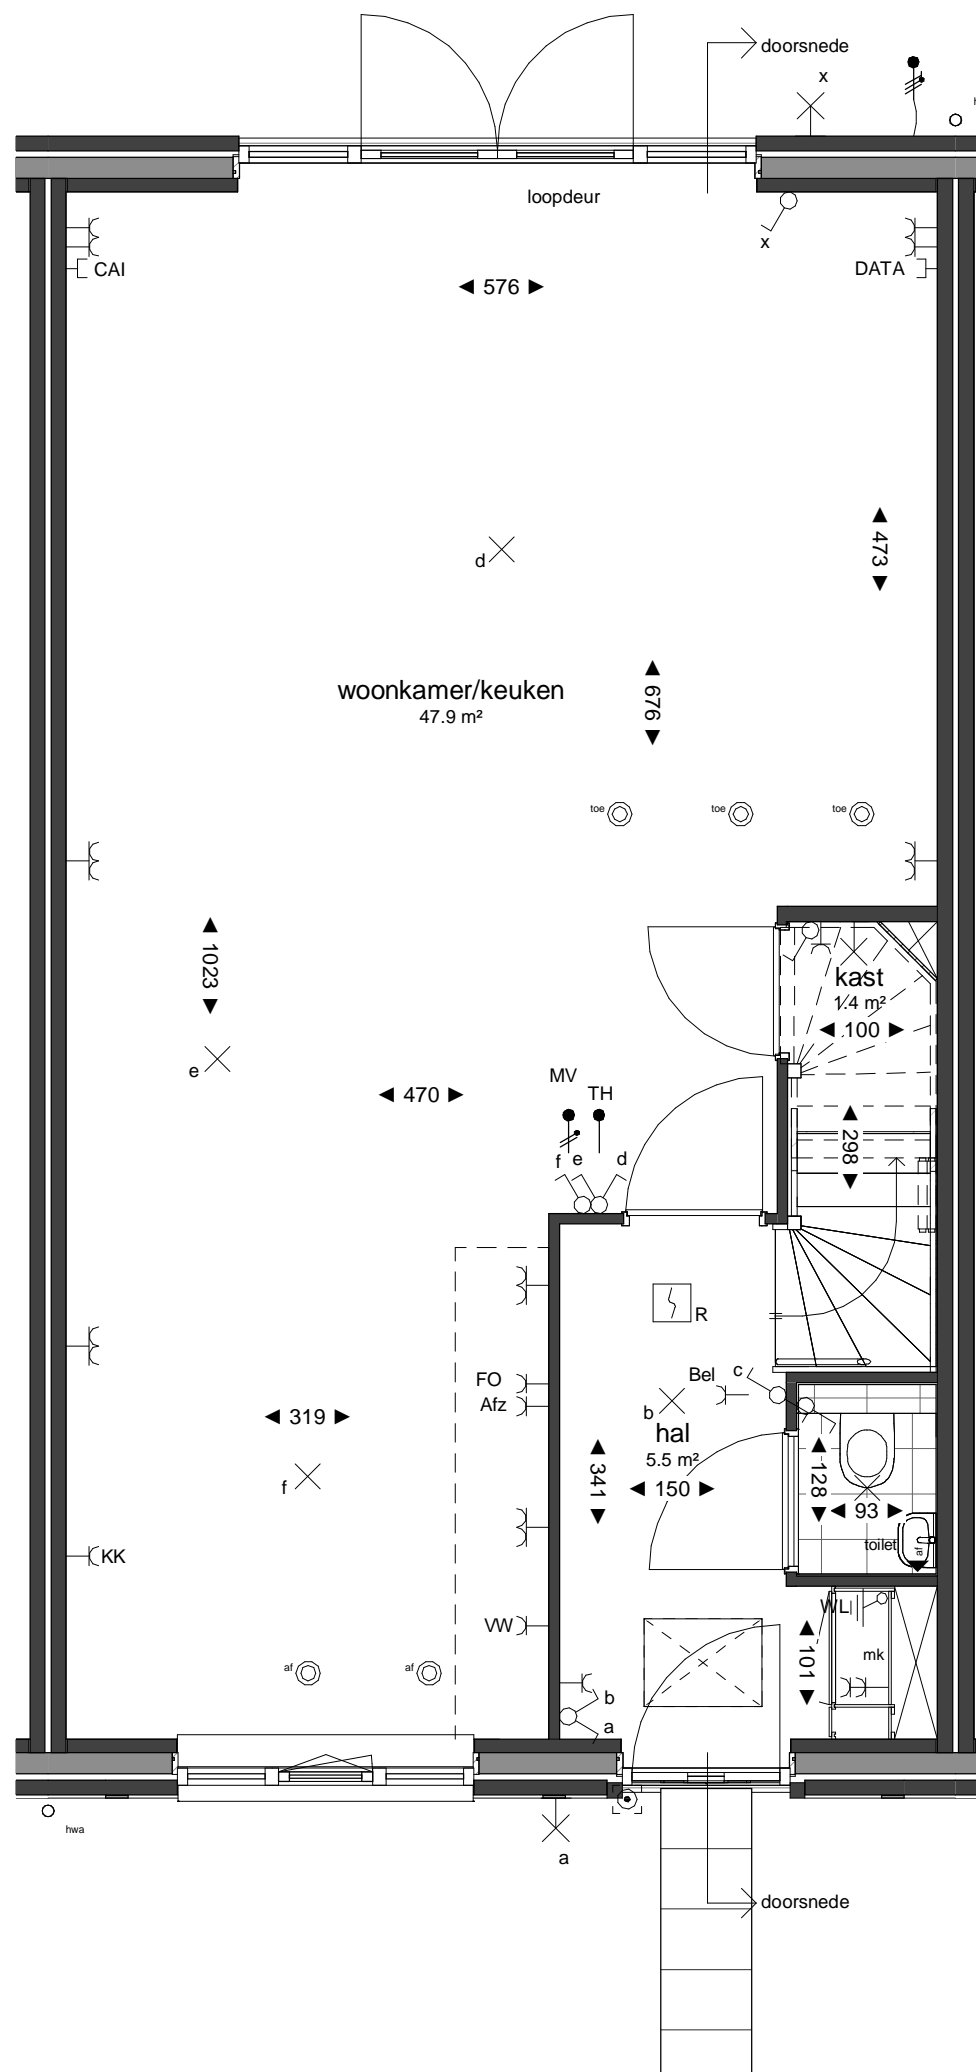 doorsnede
x
h
loopdeur
x
CAI
DATA
576
473
d
676
woonkamer/keuken
47.9 m²
toe
toe
toe
1023
kast
1.4 m²
100
e
470
MV
TH
298
f
e
d
R
FO
Afz
Bel
c
b
319
hal
5.5 m²
341
150
128
93
f
toilet
af
KK
VW
WL
mk
101
af
af
b
a
hwa
a
doorsnede